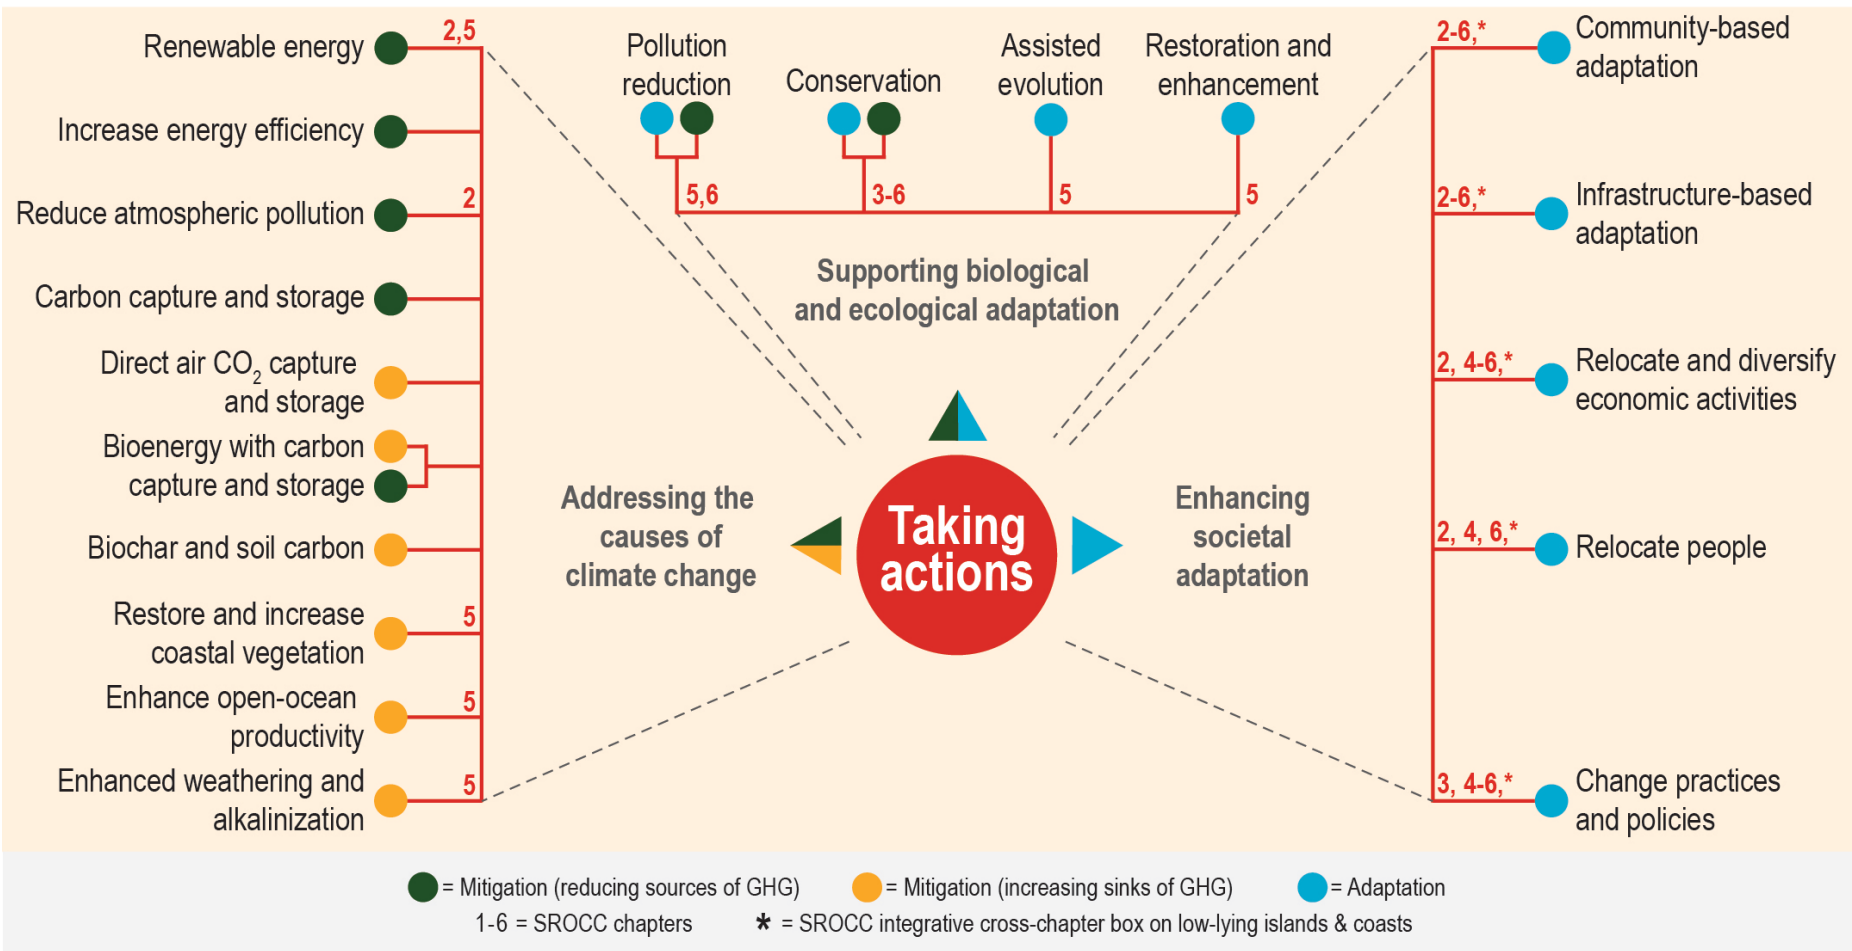 Renewable energy
2,5
Increase energy efficiency
Reduce atmospheric pollution
2
Carbon capture and storage
Direct air CO₂ capture
and storage
Bioenergy with carbon
capture and storage
Biochar and soil carbon
Restore and increase
coastal vegetation
5
Enhance open-ocean
productivity
5
Enhanced weathering and
alkalinization
5
Pollution
reduction
5,6
Conservation
3-6
Assisted
evolution
5
Restoration and
enhancement
5
Supporting biological
and ecological adaptation
Addressing the
causes of
climate change
Taking
actions
Enhancing
societal
adaptation
2-6,*
Community-based
adaptation
2-6,*
Infrastructure-based
adaptation
2, 4-6,*
Relocate and diversify
economic activities
2, 4, 6,*
Relocate people
3, 4-6,*
Change practices
and policies
= Mitigation (reducing sources of GHG)
= Mitigation (increasing sinks of GHG)
= Adaptation
1-6 = SROCC chapters
* = SROCC integrative cross-chapter box on low-lying islands & coasts